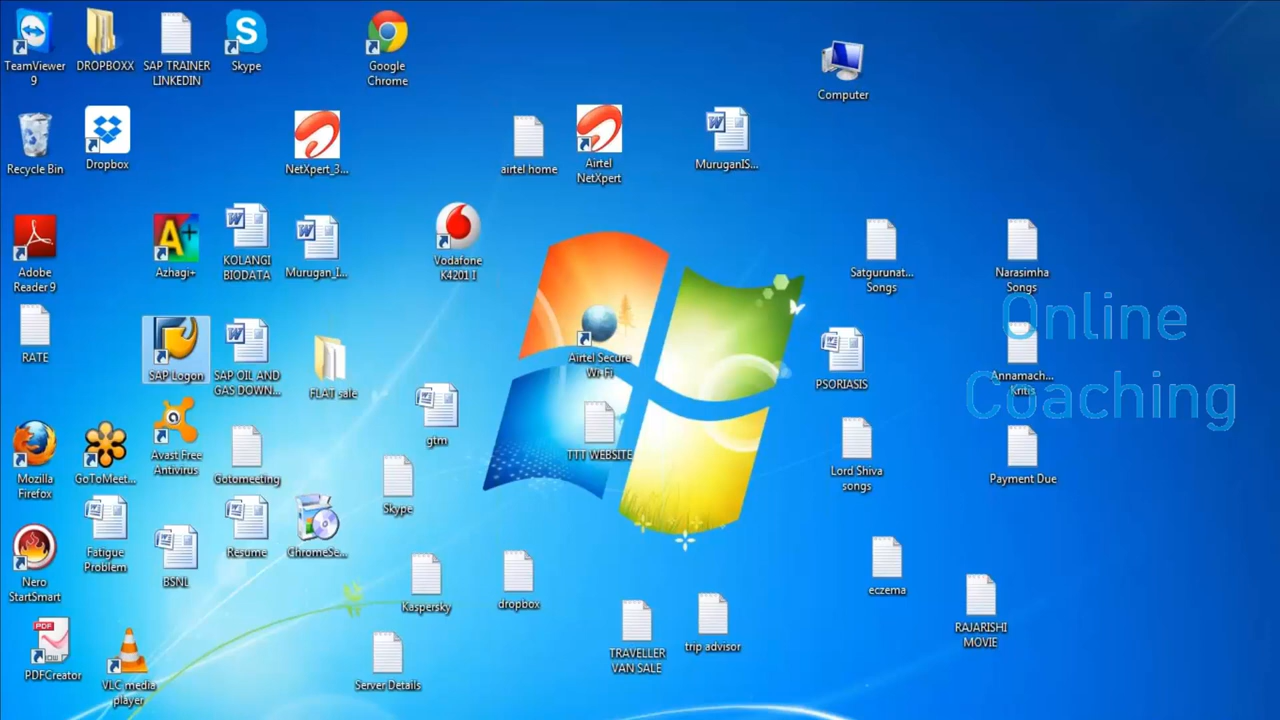 TeamViewer
9
DROPBOXX
SAP TRAINER
LINKEDIN
Skype
Google
Chrome
Computer
Recycle Bin
Dropbox
NetXpert_3...
airtel home
Airtel
NetXpert
MuruganIS...
Adobe
Reader 9
Azhagi+
KOLANGI
BIODATA
Murugan_I...
Vodafone
K4201 I
Satgurunat...
Songs
Narasimha
Songs
Online
Coaching
RATE
SAP Logon
SAP OIL AND
GAS DOWN...
FLAT sale
Airtel Secure
Wi-Fi
PSORIASIS
Annamach...
Kritis
gtm
Mozilla
Firefox
GoToMeet...
Avast Free
Antivirus
Gotomeeting
Skype
TTT WEBSITE
Lord Shiva
songs
Payment Due
Nero
StartSmart
Fatigue
Problem
BSNL
Resume
ChromeSe...
Kaspersky
dropbox
eczema
PDF
PDFCreator
VLC media
player
Server Details
TRAVELLER
VAN SALE
trip advisor
RAJARISHI
MOVIE